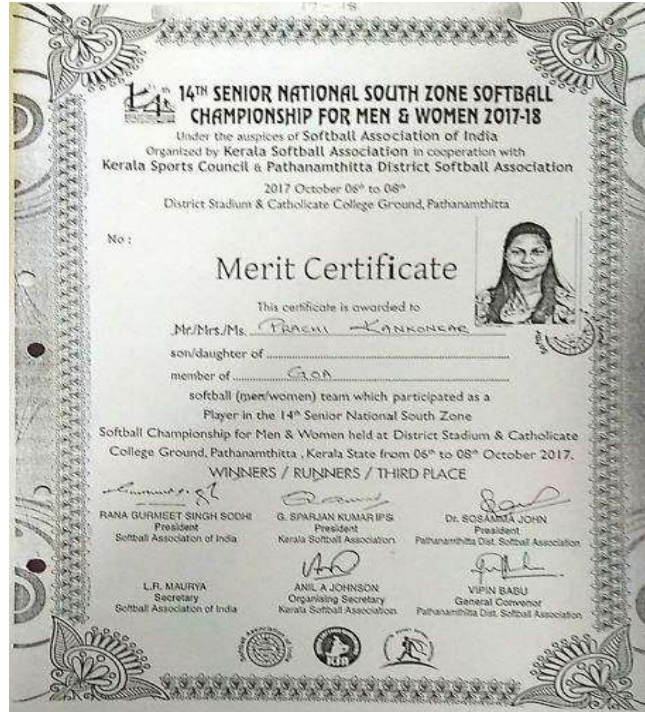 17 - 18
14TH SENIOR NATIONAL SOUTH ZONE SOFTBALL
CHAMPIONSHIP FOR MEN & WOMEN 2017-18
Under the auspices of Softball Association of India
Organized by Kerala Softball Association in cooperation with
Kerala Sports Council & Pathanamthitta District Softball Association
2017 October 06th to 08th
District Stadium & Catholicate College Ground, Pathanamthitta
No :
Merit Certificate
This certificate is awarded to
Mr/Mrs./Ms. PRACHI KANKONCAR
son/daughter of
member of GOA
softball (men/women) team which participated as a
Player in the 14th Senior National South Zone
Softball Championship for Men & Women held at District Stadium & Catholicate
College Ground, Pathanamthitta , Kerala State from 06th to 08th October 2017.
WINNERS / RUNNERS / THIRD PLACE
RANA GURMEET SINGH SODHI G. SPARJAN KUMAR IPS Dr. SOSAMMA JOHN
President President President
Softball Association of India Kerala Softball Association Pathanamthitta Dist. Softball Association
L.R. MAURYA ANIL A JOHNSON VIPIN BABU
Secretary Organising Secretary General Convenor
Softball Association of India Kerala Softball Association Pathanamthitta Dist. Softball Association